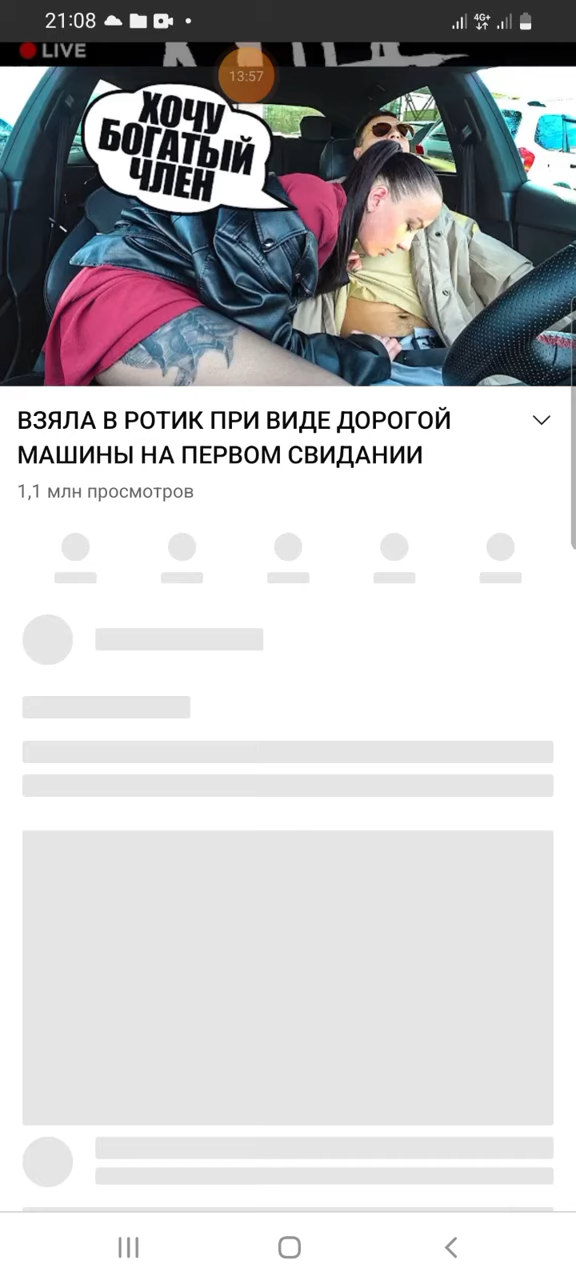 21:08
4G+
LIVE
13:57
ХОЧУ
БОГАТЫЙ
ЧЛЕН
ВЗЯЛА В РОТИК ПРИ ВИДЕ ДОРОГОЙ
МАШИНЫ НА ПЕРВОМ СВИДАНИИ
1,1 млн просмотров